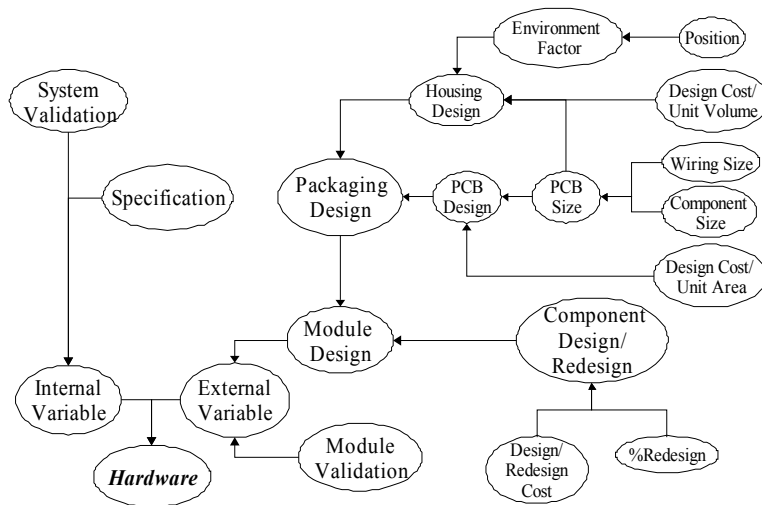 Environment
Factor
Position
System
Validation
Housing
Design
Design Cost/
Unit Volume
Specification
Packaging
Design
PCB
Design
PCB
Size
Wiring Size
Component
Size
Design Cost/
Unit Area
Module
Design
Component
Design/
Redesign
Internal
Variable
External
Variable
Module
Validation
Design/
Redesign
Cost
%Redesign
Hardware